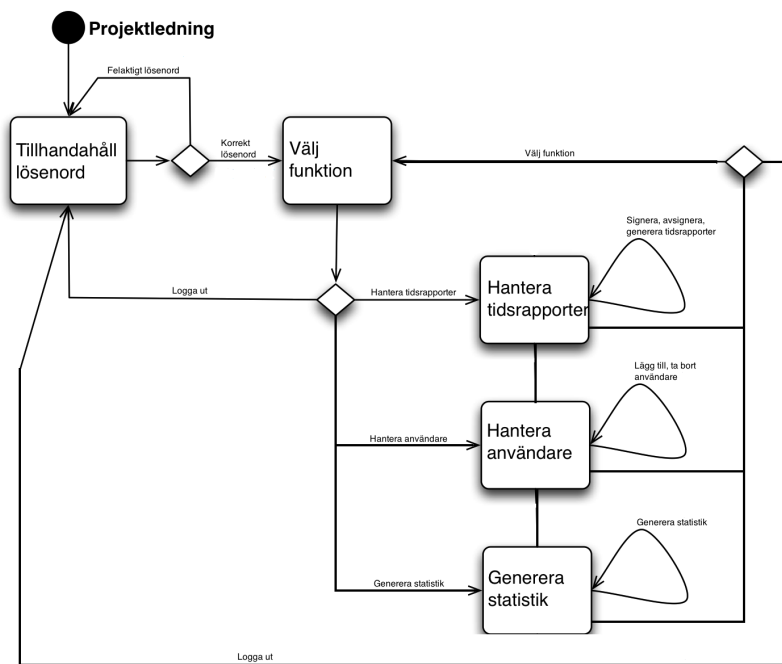 Projektledning
Felaktigt lösenord
Tillhandahåll
lösenord
Korrekt
lösenord
Välj
funktion
Välj funktion
Signera, avsignera,
generera tidsrapporter
Logga ut
Hantera tidsrapporter
Hantera
tidsrapporter
Lägg till, ta bort
användare
Hantera användare
Hantera
användare
Generera statistik
Generera statistik
Generera
statistik
Logga ut